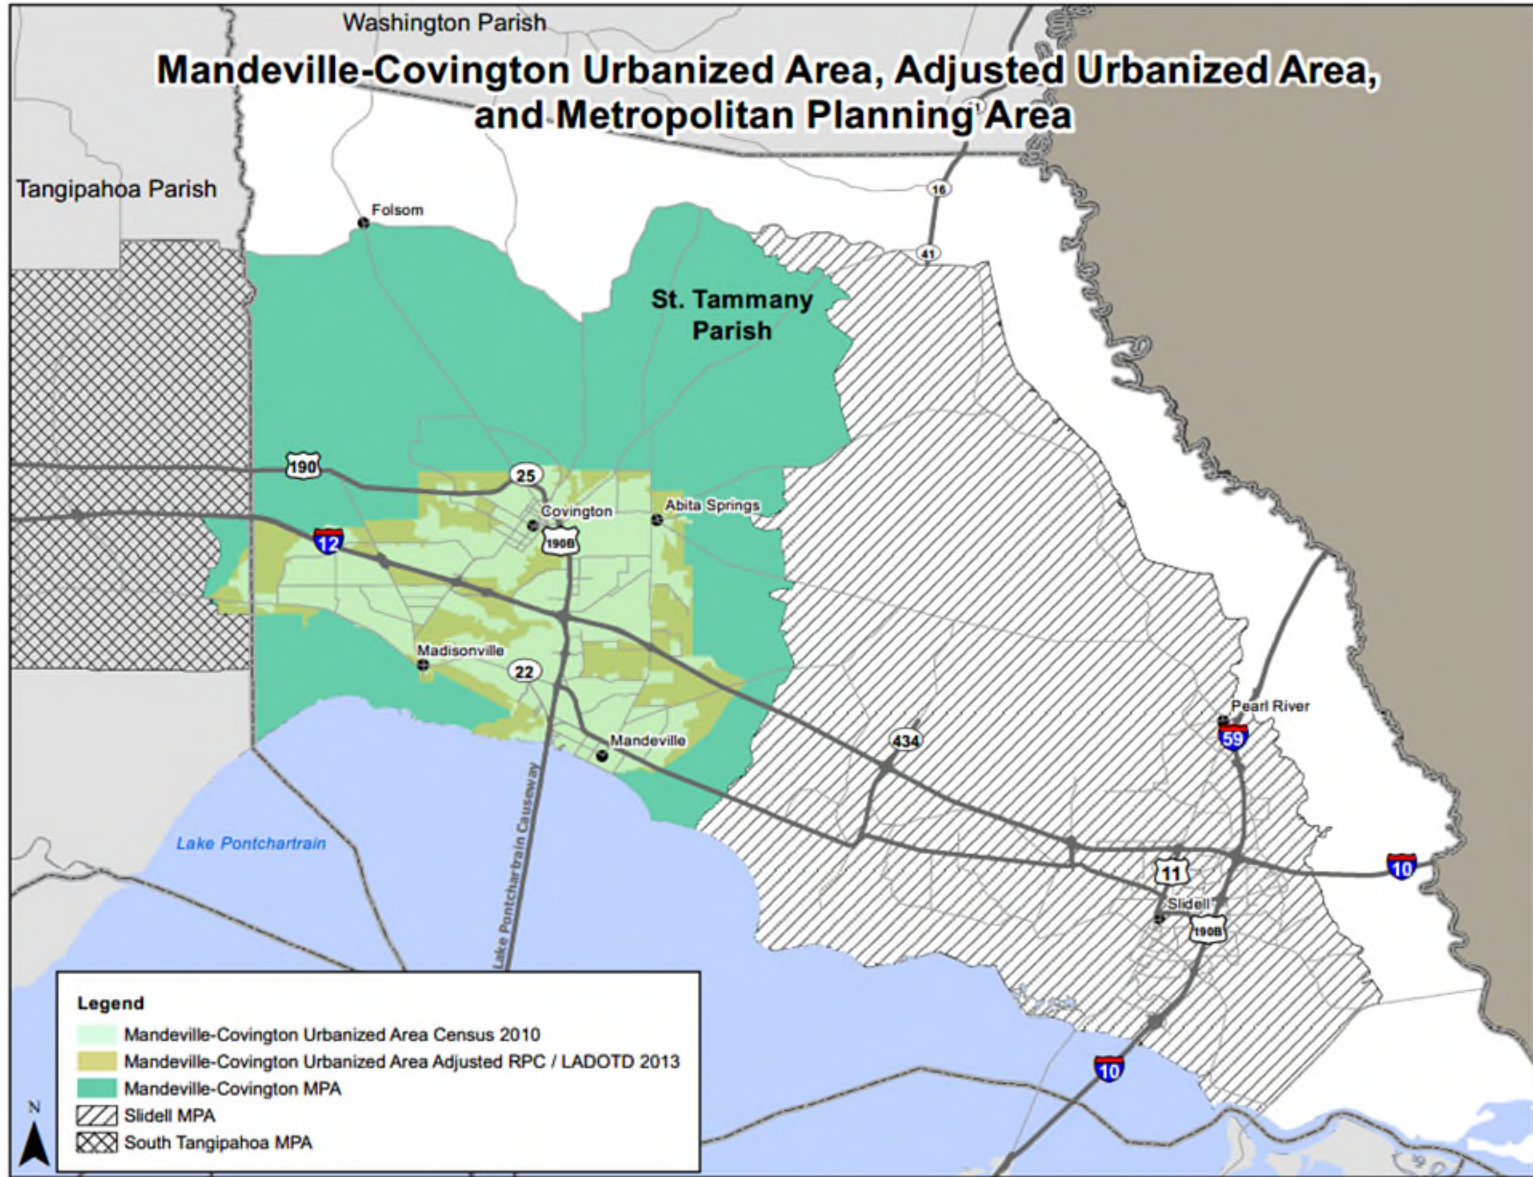 Washington Parish
Mandeville-Covington Urbanized Area, Adjusted Urbanized Area,
and Metropolitan Planning Area
Tangipahoa Parish
16
Folsom
41
St. Tammany
Parish
190
25
Covington
Abita Springs
12
190B
Madisonville
22
Pearl River
434
59
Mandeville
Lake Pontchartrain Causeway
Lake Pontchartrain
11
10
Slidell
190B
10
Legend
Mandeville-Covington Urbanized Area Census 2010
Mandeville-Covington Urbanized Area Adjusted RPC / LADOTD 2013
Mandeville-Covington MPA
N
Slidell MPA
South Tangipahoa MPA